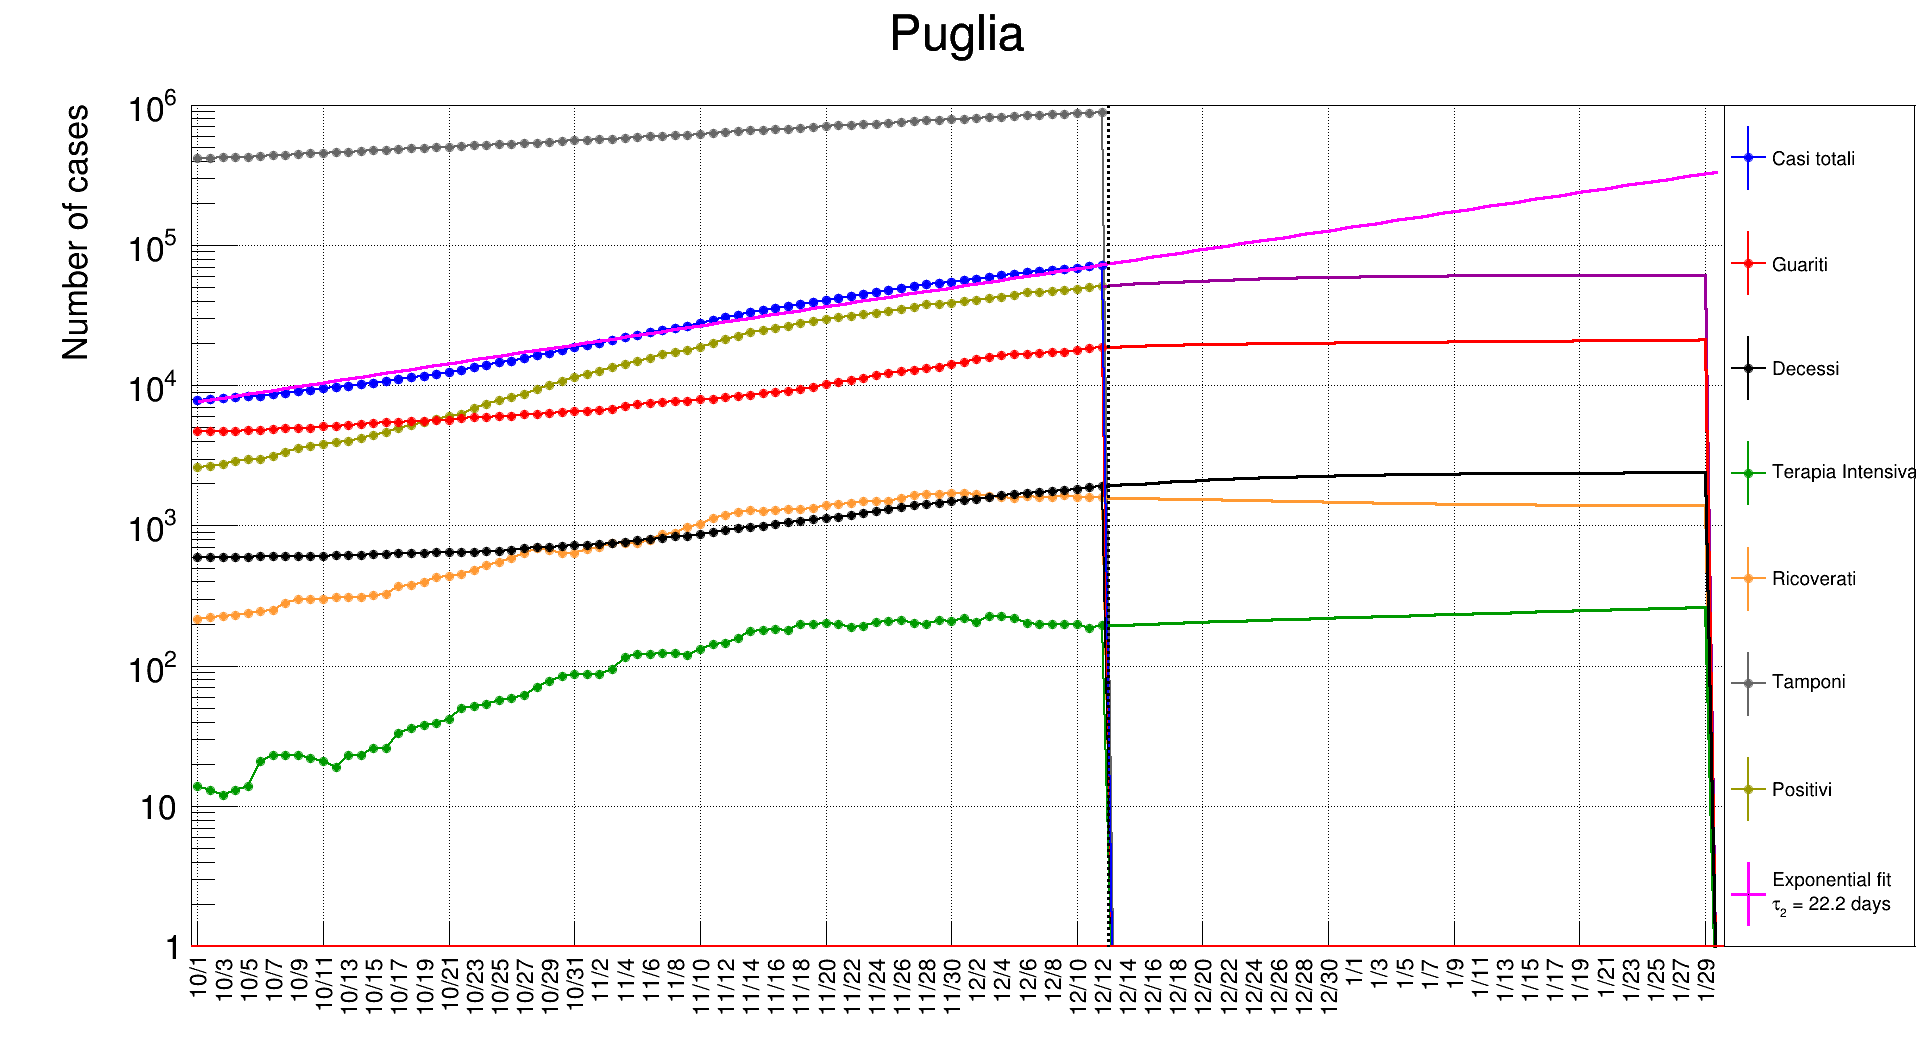 Puglia
Number of cases
10^6
10^5
10^4
10^3
10^2
10
1
10/1 10/3 10/5 10/7 10/9 10/11 10/13 10/15 10/17 10/19 10/21 10/23 10/25 10/27 10/29 10/31 11/2 11/4 11/6 11/8 11/10 11/12 11/14 11/16 11/18 11/20 11/22 11/24 11/26 11/28 11/30 12/2 12/4 12/6 12/8 12/10 12/12 12/14 12/16 12/18 12/20 12/22 12/24 12/26 12/28 12/30 1/1 1/3 1/5 1/7 1/9 1/11 1/13 1/15 1/17 1/19 1/21 1/23 1/25 1/27 1/29
Casi totali
Guariti
Decessi
Terapia Intensiva
Ricoverati
Tamponi
Positivi
Exponential fit
τ₂ = 22.2 days